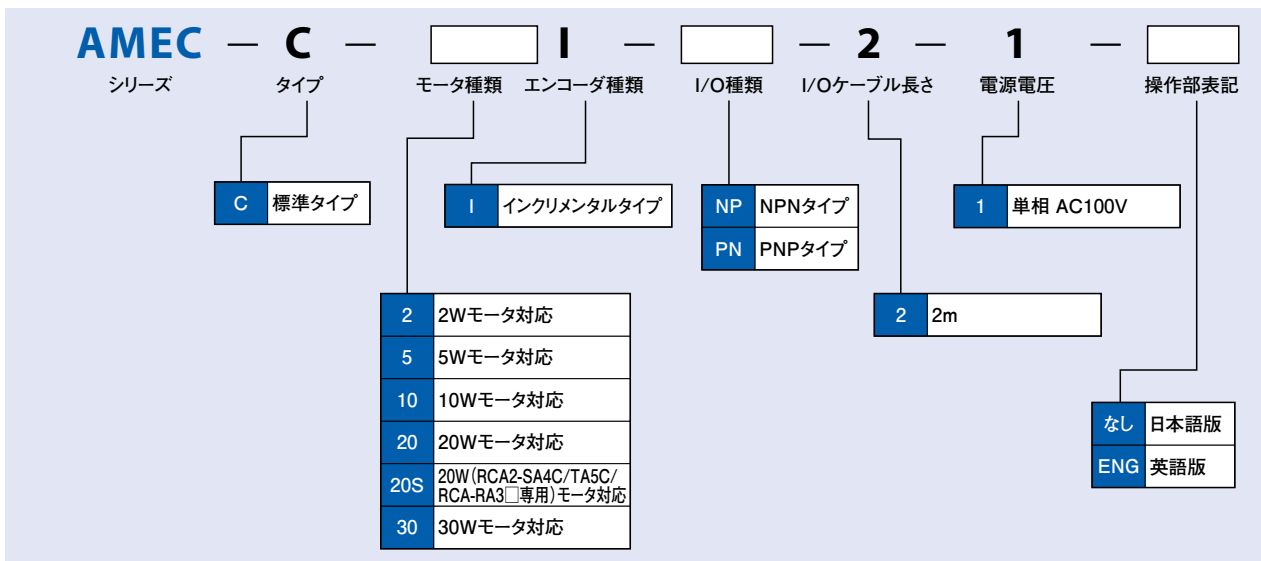 AMEC — C — I — — 2 — 1 —
シリーズ タイプ モータ種類 エンコーダ種類 I/O種類 I/Oケーブル長さ 電源電圧 操作部表記
C 標準タイプ
I インクリメンタルタイプ
NP NPNタイプ
PN PNPタイプ
1 単相 AC100V
2 2Wモータ対応
5 5Wモータ対応
10 10Wモータ対応
20 20Wモータ対応
20S 20W(RCA2-SA4C/TA5C/
RCA-RA3□専用)モータ対応
30 30Wモータ対応
2 2m
なし 日本語版
ENG 英語版